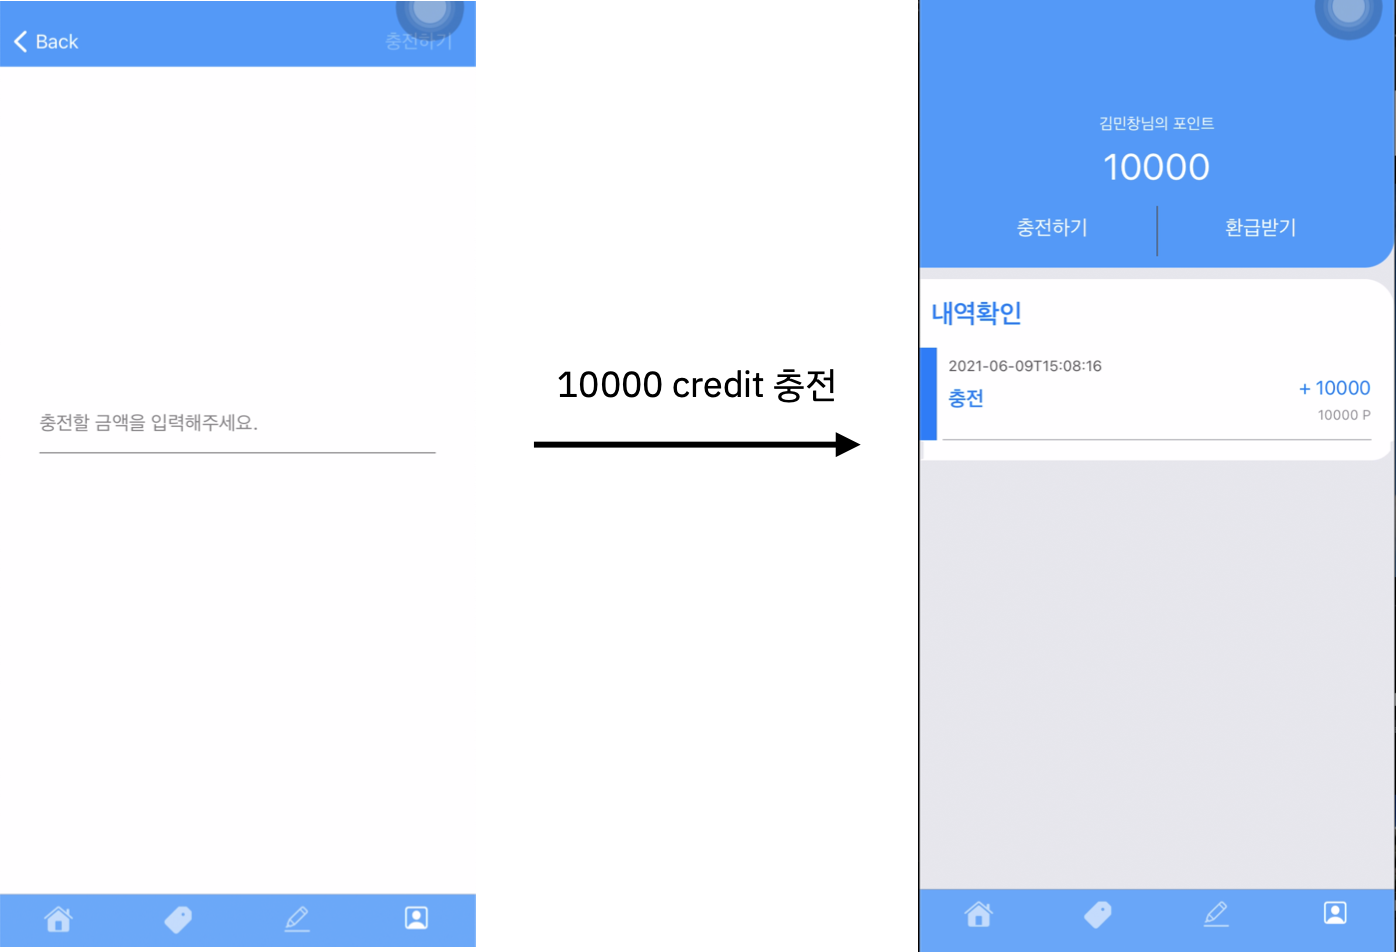 Back
충전하기
충전할 금액을 입력해주세요.
10000 credit 충전
김민창님의 포인트
10000
충전하기
환급받기
내역확인
2021-06-09T15:08:16
충전
+ 10000
10000 P